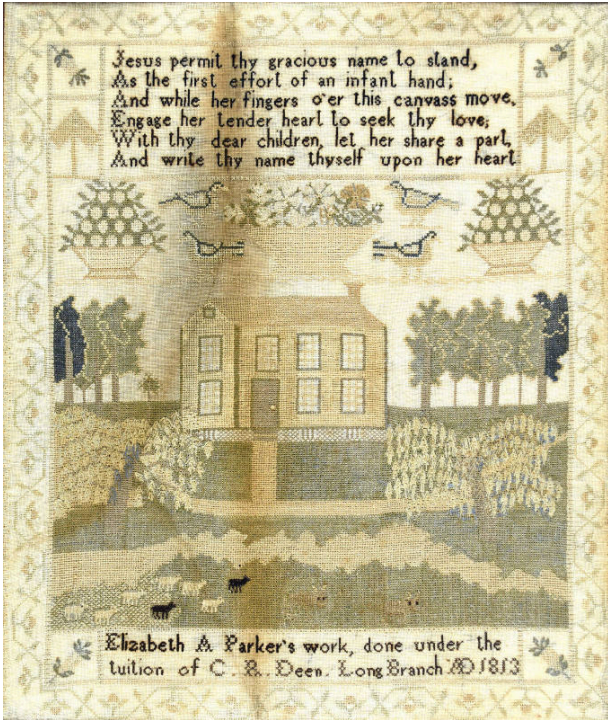 Jesus permit thy gracious name to stand,
As the first effort of an infant hand;
And while her fingers o'er this canvass move,
Engage her tender heart to seek thy love;
With thy dear children, let her share a part,
And write thy name thyself upon her heart
Elizabeth A Parker's work, done under the
tuition of C. R. Deen. Long Branch AD 1813